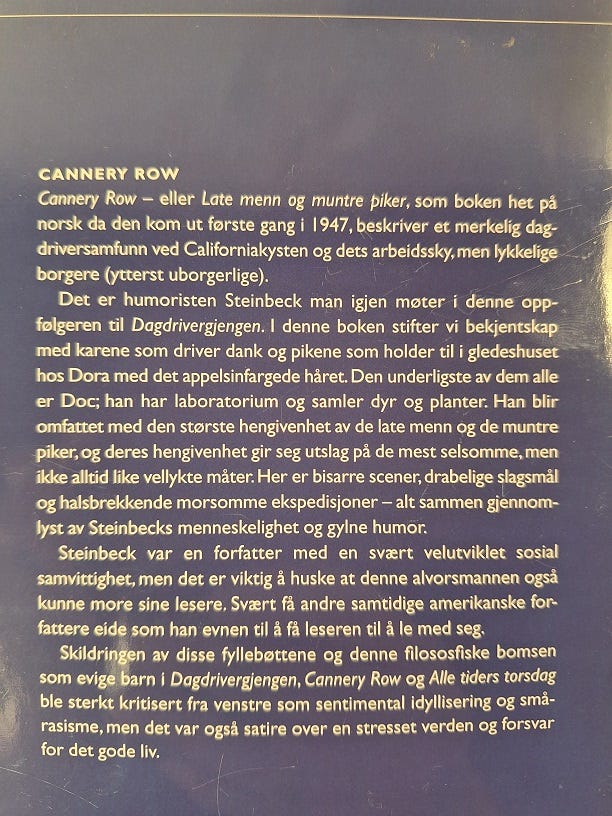 CANNERY ROW
Cannery Row – eller Late menn og muntre piker, som boken het på
norsk da den kom ut første gang i 1947, beskriver et merkelig dag-
driversamfunn ved Californiakysten og dets arbeidssky, men lykkelige
borgere (ytterst uborgerlige).
Det er humoristen Steinbeck man igjen møter i denne opp-
følgeren til Dagdrivergjengen. I denne boken stifter vi bekjentskap
med karene som driver dank og pikene som holder til i gledeshuset
hos Dora med det appelsinfargede håret. Den underligste av dem alle
er Doc; han har laboratorium og samler dyr og planter. Han blir
omfattet med den største hengivenhet av de late menn og de muntre
piker, og deres hengivenhet gir seg utslag på de mest selsomme, men
ikke alltid like vellykte måter. Her er bisarre scener, drabelige slagsmål
og halsbrekkende morsomme ekspedisjoner – alt sammen gjennom-
lyst av Steinbecks menneskelighet og gylne humor.
Steinbeck var en forfatter med en svært velutviklet sosial
samvittighet, men det er viktig å huske at denne alvorsmannen også
kunne more sine lesere. Svært få andre samtidige amerikanske for-
fattere eide som han evnen til å få leseren til å le med seg.
Skildringen av disse fyllebøttene og denne filososfiske bomsen
som evige barn i Dagdrivergjengen, Cannery Row og Alle tiders torsdag
ble sterkt kritisert fra venstre som sentimental idyllisering og små-
rasisme, men det var også satire over en stresset verden og forsvar
for det gode liv.